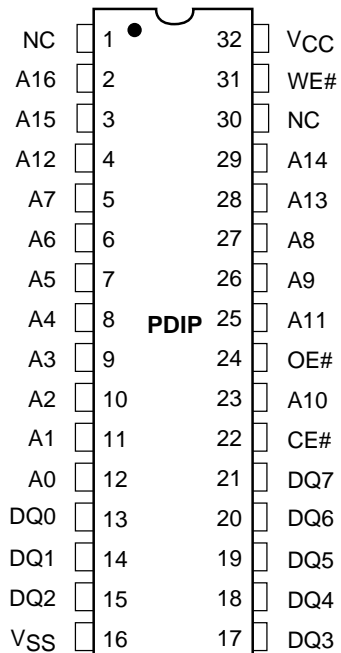 NC 1 32 VCC
A16 2 31 WE#
A15 3 30 NC
A12 4 29 A14
A7 5 28 A13
A6 6 27 A8
A5 7 26 A9
A4 8 PDIP 25 A11
A3 9 24 OE#
A2 10 23 A10
A1 11 22 CE#
A0 12 21 DQ7
DQ0 13 20 DQ6
DQ1 14 19 DQ5
DQ2 15 18 DQ4
VSS 16 17 DQ3